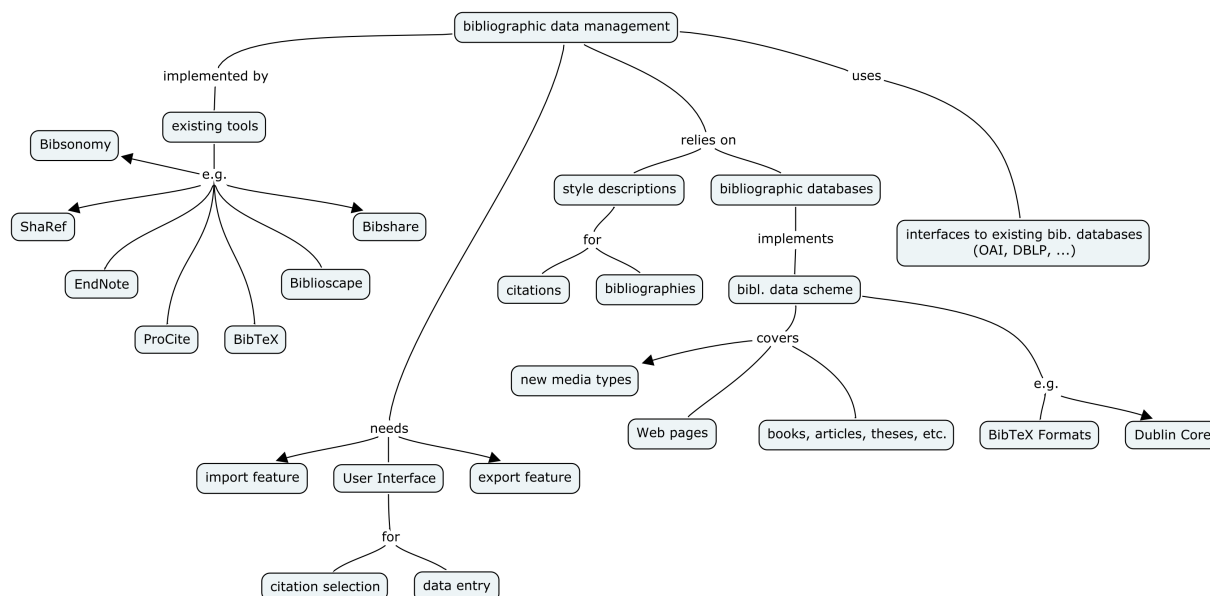 bibliographic data management
implemented by
uses
existing tools
Bibsonomy
relies on
e.g.
style descriptions
bibliographic databases
ShaRef
Bibshare
for
implements
interfaces to existing bib. databases
(OAI, DBLP, ...)
EndNote
Biblioscape
citations
bibliographies
bibl. data scheme
ProCite
BibTeX
covers
new media types
e.g.
needs
Web pages
books, articles, theses, etc.
BibTeX Formats
Dublin Core
import feature
User Interface
export feature
for
citation selection
data entry